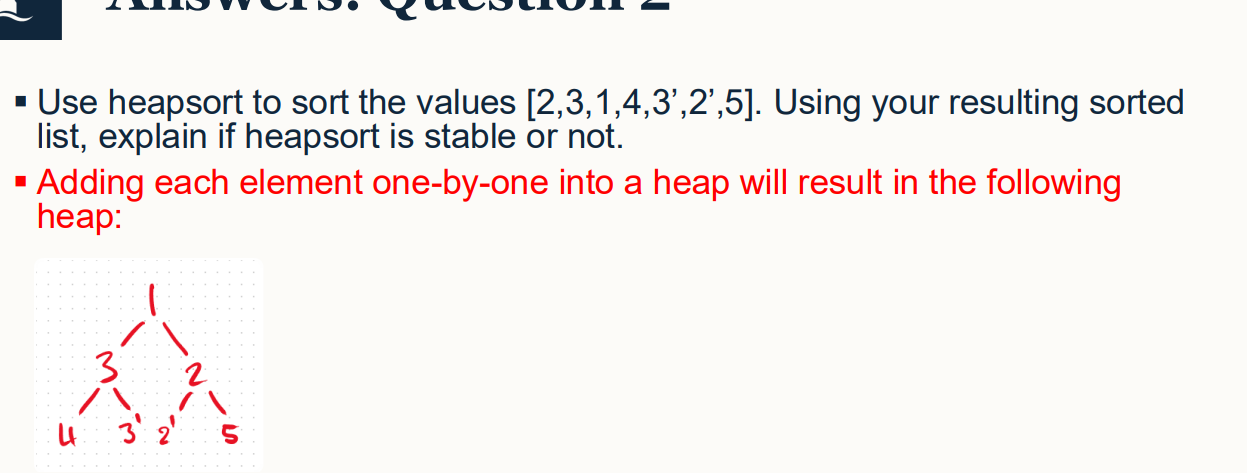 Answers: Question 2
▪ Use heapsort to sort the values [2,3,1,4,3’,2’,5]. Using your resulting sorted
list, explain if heapsort is stable or not.
▪ Adding each element one-by-one into a heap will result in the following
heap:
1
3 2
4 3' 2' 5